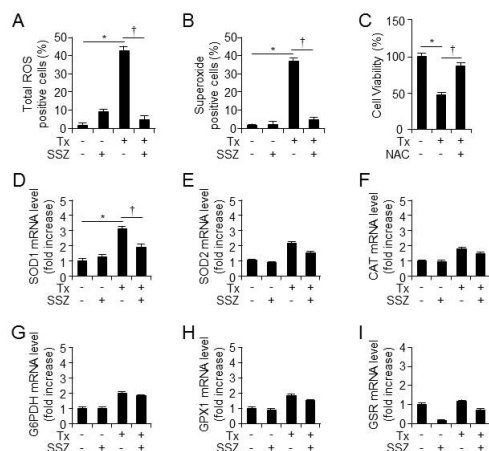 A
Total ROS
positive cells (%)
50
40
30
20
10
0
*
†
Tx - - + +
SSZ - + - +
B
Superoxide
positive cells (%)
50
40
30
20
10
0
*
†
Tx - - + +
SSZ - + - +
C
Cell Viability (%)
150
100
50
0
*
†
Tx - + +
NAC - - +
D
SOD1 mRNA level
(fold increase)
5
4
3
2
1
0
*
†
Tx - - + +
SSZ - + - +
E
SOD2 mRNA level
(fold increase)
5
4
3
2
1
0
Tx - - + +
SSZ - + - +
F
CAT mRNA level
(fold increase)
5
4
3
2
1
0
Tx - - + +
SSZ - + - +
G
G6PDH mRNA level
(fold increase)
5
4
3
2
1
0
Tx - - + +
SSZ - + - +
H
GPX1 mRNA level
(fold increase)
5
4
3
2
1
0
Tx - - + +
SSZ - + - +
I
GSR mRNA level
(fold increase)
5
4
3
2
1
0
Tx - - + +
SSZ - + - +